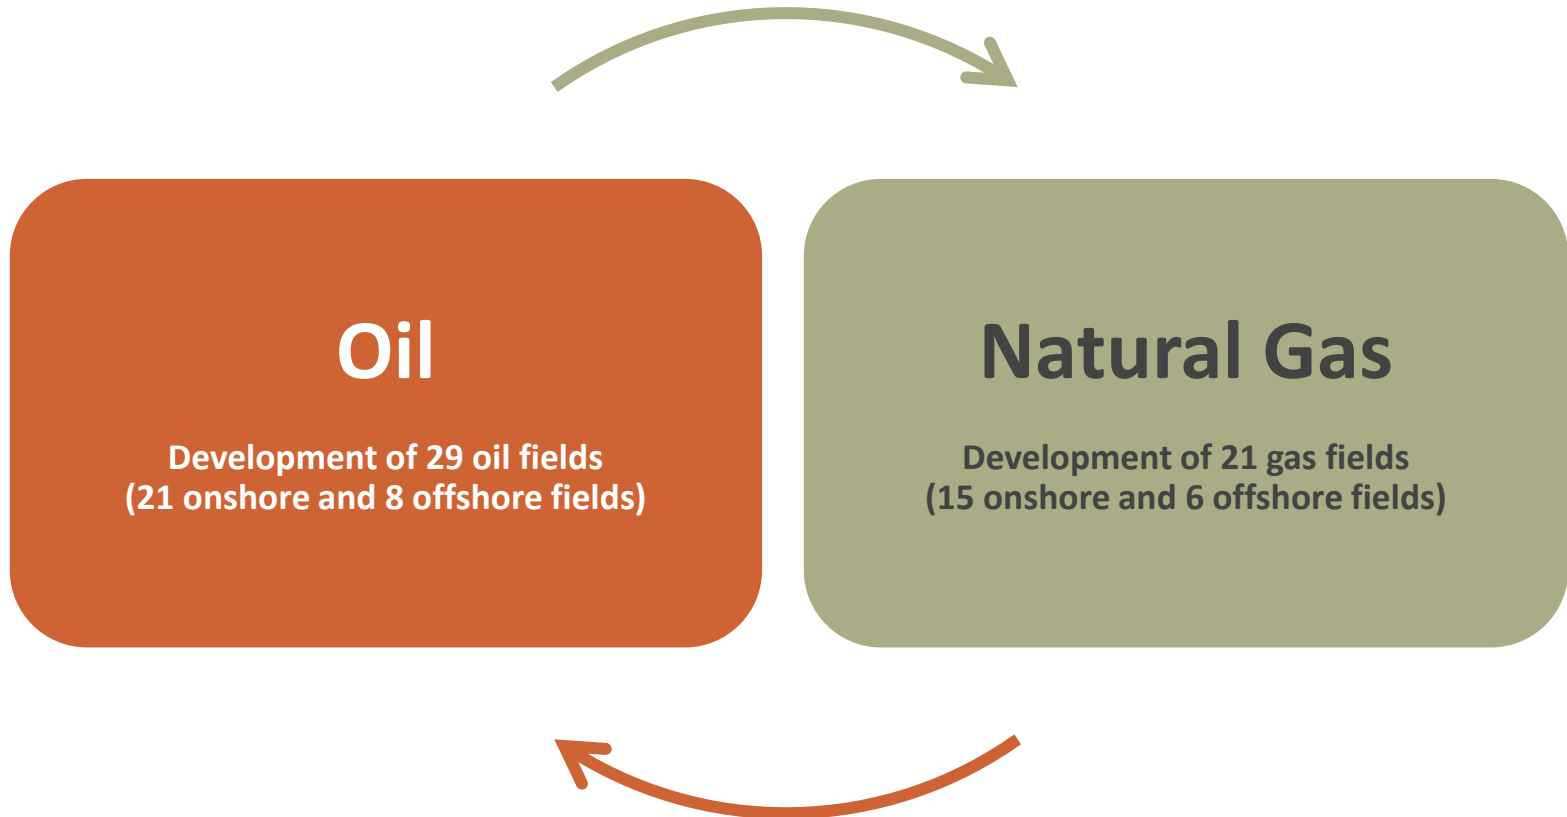 Oil
Development of 29 oil fields
(21 onshore and 8 offshore fields)
Natural Gas
Development of 21 gas fields
(15 onshore and 6 offshore fields)